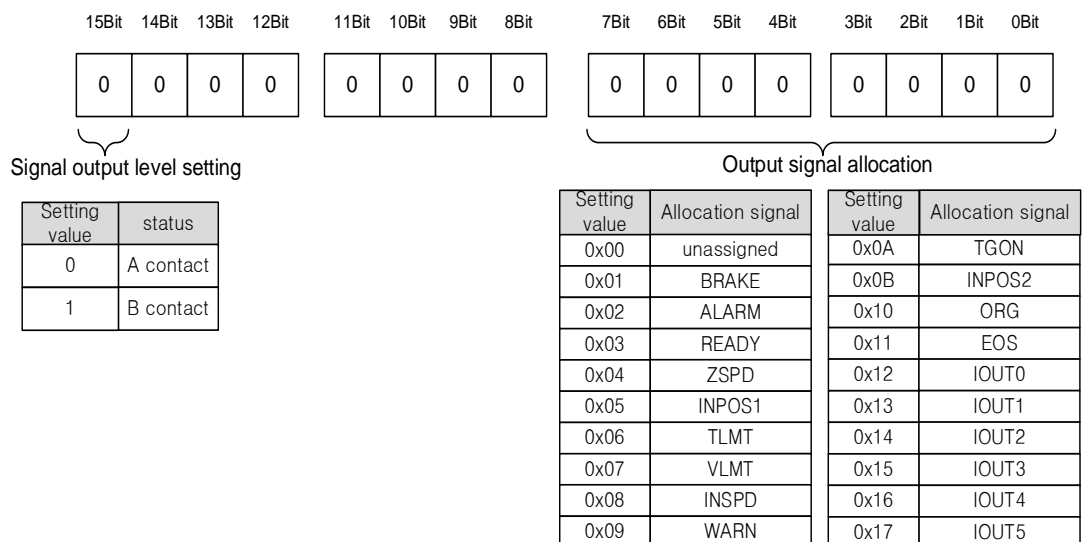 15Bit 14Bit 13Bit 12Bit 11Bit 10Bit 9Bit 8Bit 7Bit 6Bit 5Bit 4Bit 3Bit 2Bit 1Bit 0Bit
0 0 0 0 0 0 0 0 0 0 0 0 0 0 0 0
Signal output level setting
Output signal allocation
Setting value status
0 A contact
1 B contact
Setting value Allocation signal
0x00 unassigned
0x01 BRAKE
0x02 ALARM
0x03 READY
0x04 ZSPD
0x05 INPOS1
0x06 TLMT
0x07 VLMT
0x08 INSPD
0x09 WARN
Setting value Allocation signal
0x0A TGON
0x0B INPOS2
0x10 ORG
0x11 EOS
0x12 IOUT0
0x13 IOUT1
0x14 IOUT2
0x15 IOUT3
0x16 IOUT4
0x17 IOUT5